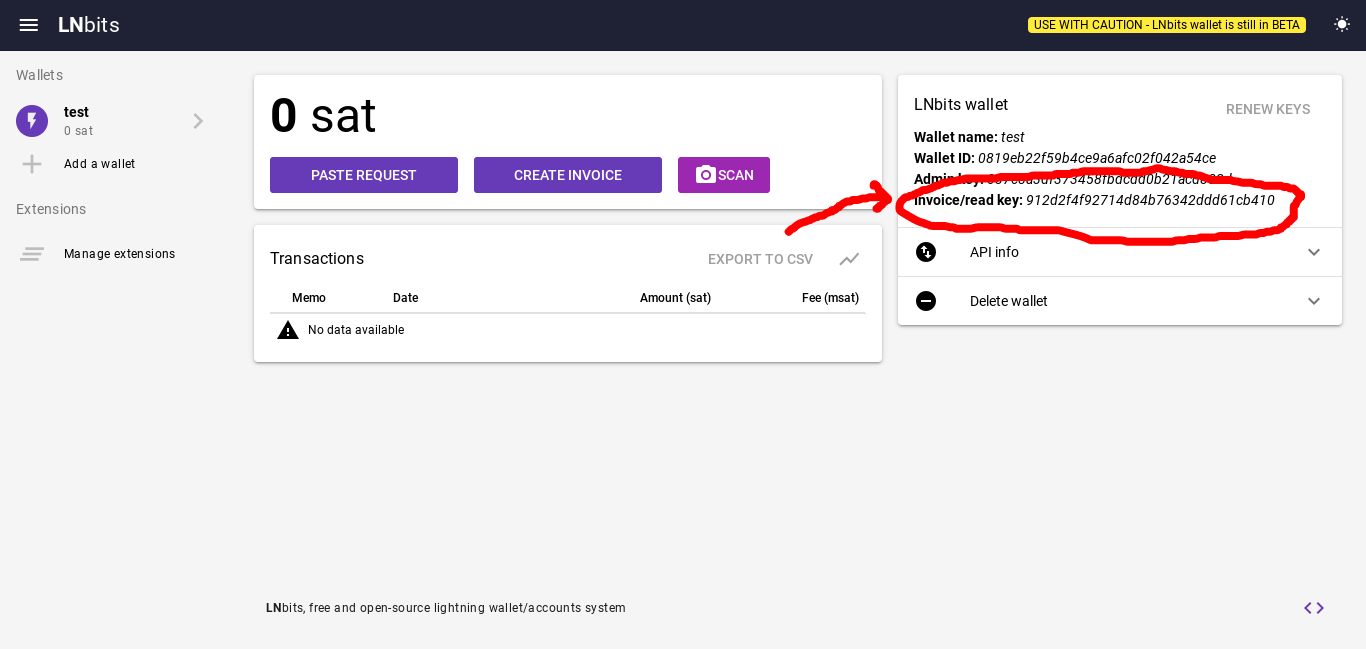 LNbits
USE WITH CAUTION - LNbits wallet is still in BETA
Wallets
test
0 sat
Add a wallet
Extensions
Manage extensions
0 sat
PASTE REQUEST
CREATE INVOICE
SCAN
Transactions
EXPORT TO CSV
Memo Date Amount (sat) Fee (msat)
No data available
LNbits wallet
RENEW KEYS
Wallet name: test
Wallet ID: 0819eb22f59b4ce9a6afc02f042a54ce
Admin key:
Invoice/read key: 912d2f4f92714d84b76342ddd61cb410
API info
Delete wallet
LNbits, free and open-source lightning wallet/accounts system